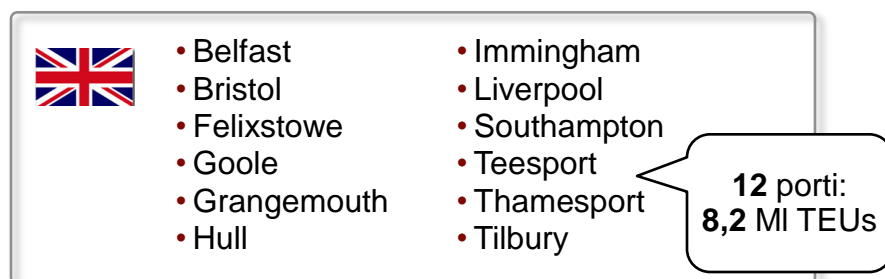 • Belfast
• Bristol
• Felixstowe
• Goole
• Grangemouth
• Hull
• Immingham
• Liverpool
• Southampton
• Teesport
• Thamesport
• Tilbury
12 porti:
8,2 Ml TEUs